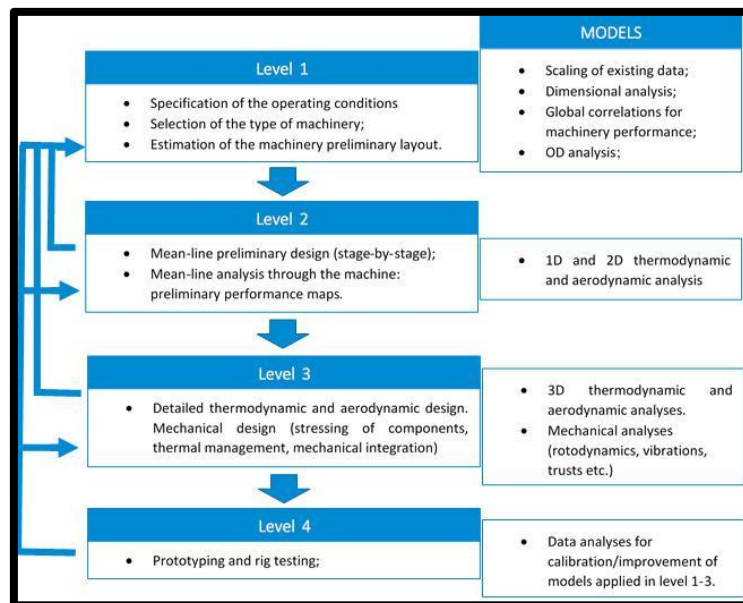 MODELS
Level 1
• Specification of the operating conditions
• Selection of the type of machinery;
• Estimation of the machinery preliminary layout.
• Scaling of existing data;
• Dimensional analysis;
• Global correlations for
machinery performance;
• OD analysis;
Level 2
• Mean-line preliminary design (stage-by-stage);
• Mean-line analysis through the machine:
preliminary performance maps.
• 1D and 2D thermodynamic
and aerodynamic analysis
Level 3
• Detailed thermodynamic and aerodynamic design.
Mechanical design (stressing of components,
thermal management, mechanical integration)
• 3D thermodynamic and
aerodynamic analyses.
• Mechanical analyses
(rotodynamics, vibrations,
trusts etc.)
Level 4
• Prototyping and rig testing;
• Data analyses for
calibration/improvement of
models applied in level 1-3.